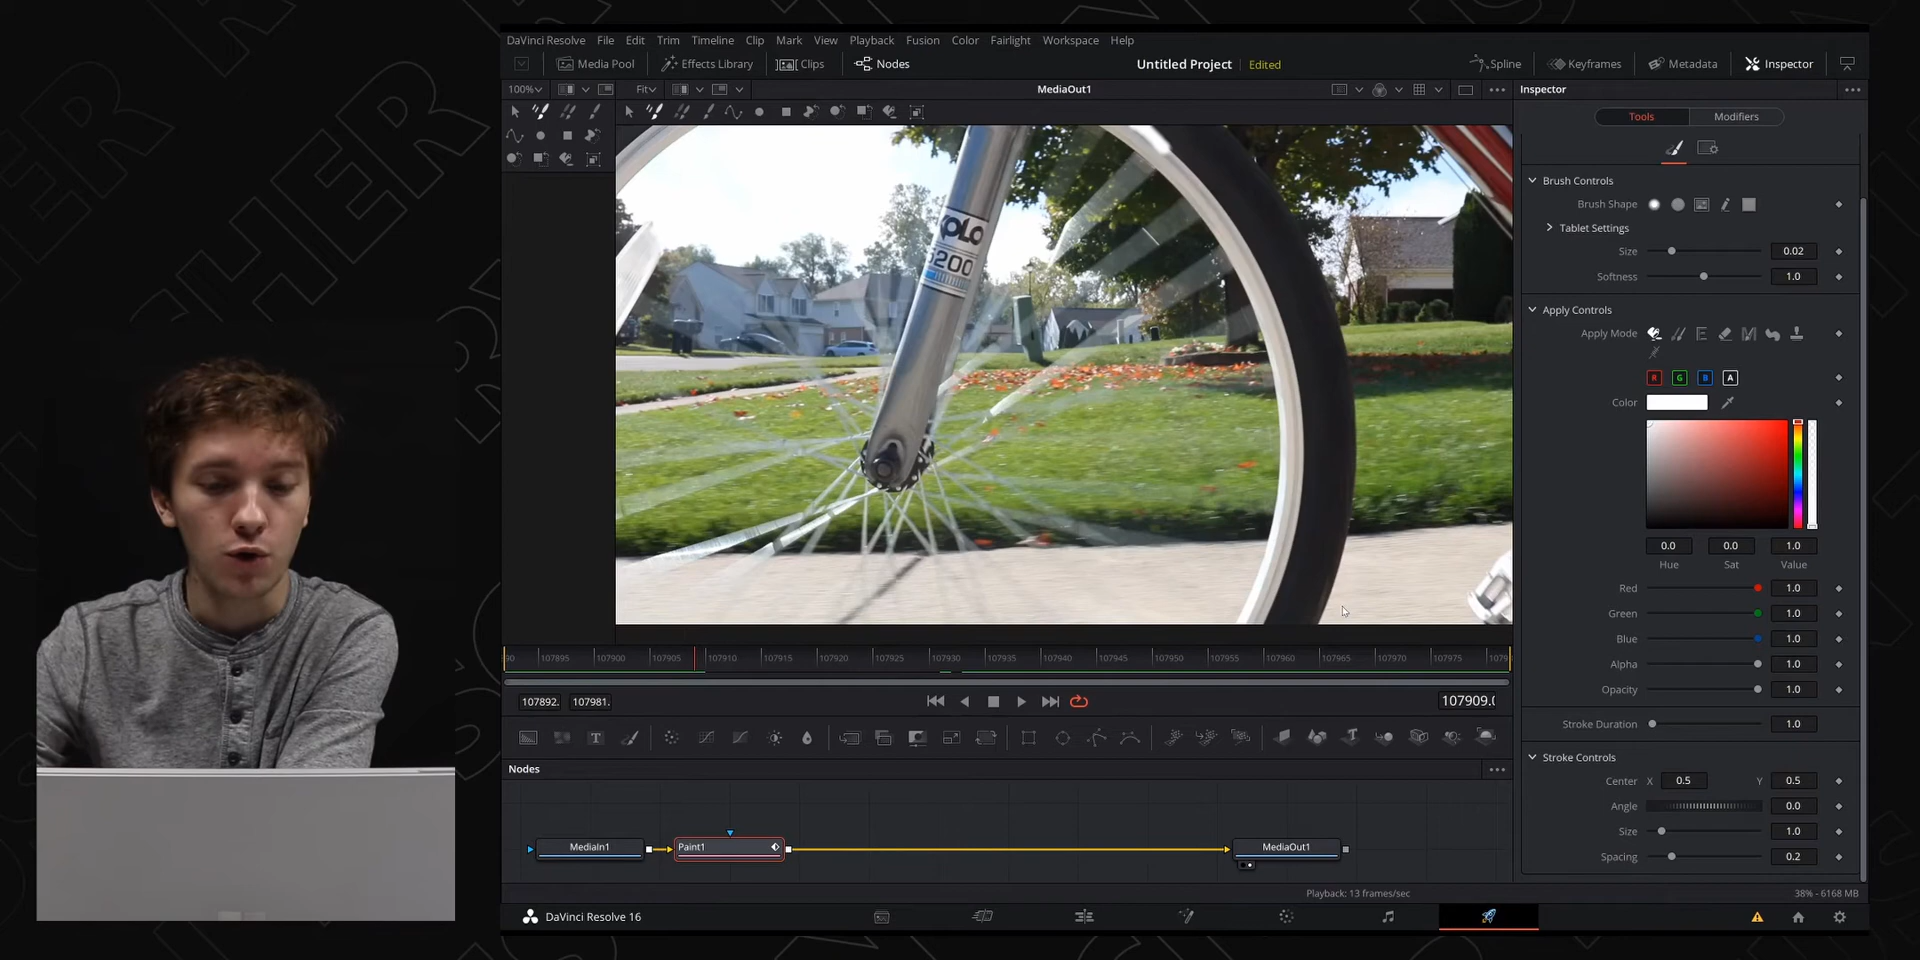 DaVinci Resolve File Edit Trim Timeline Clip Mark View Playback Fusion Color Fairlight Workspace Help
Media Pool Effects Library Clips Nodes Untitled Project Edited Spline Keyframes Metadata Inspector
100% Fit MediaOut1 Inspector
Tools Modifiers
Brush Controls
Brush Shape
Tablet Settings
Size 0.02
Softness 1.0
Apply Controls
Apply Mode
R G B A
Color
0.0 0.0 1.0
Hue Sat Value
Red 1.0
Green 1.0
Blue 1.0
Alpha 1.0
Opacity 1.0
Stroke Duration 1.0
Stroke Controls
Center X 0.5 Y 0.5
Angle 0.0
Size 1.0
Spacing 0.2
OLO
200
90 107895 107900 107905 107910 107915 107920 107925 107930 107935 107940 107945 107950 107955 107960 107965 107970 107975 1079
107892. 107981. 107909.0
Nodes
MediaIn1 Paint1 MediaOut1
Playback: 13 frames/sec 38% - 6168 MB
DaVinci Resolve 16